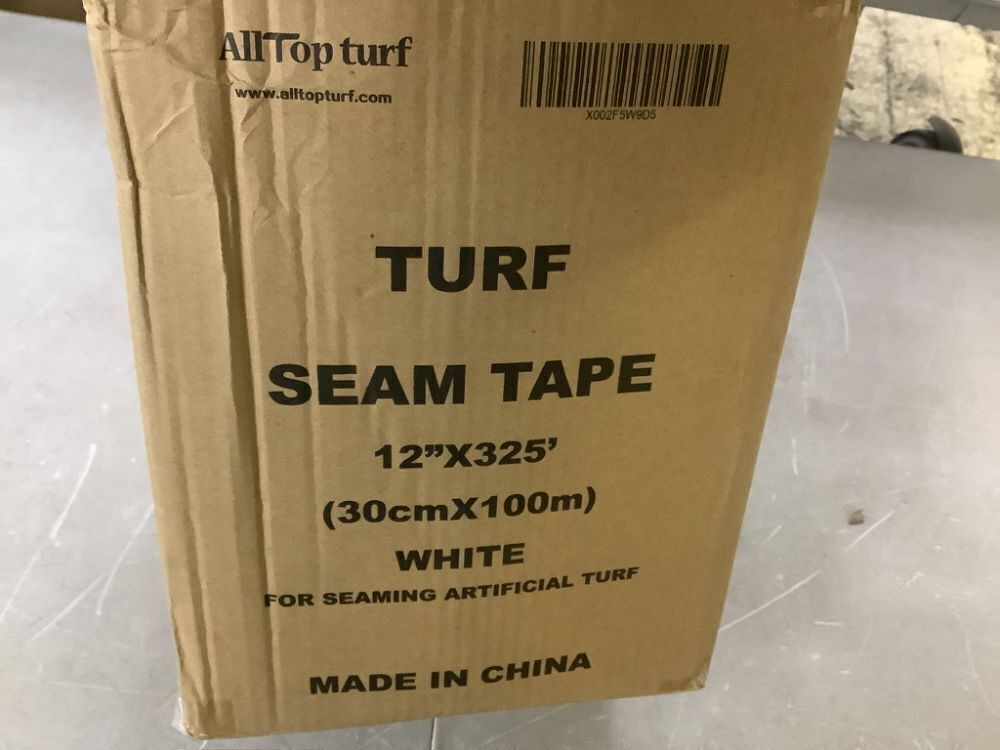 AllTop turf
www.alltopturf.com
X002F5W9D5
TURF
SEAM TAPE
12”X325’
(30cmX100m)
WHITE
FOR SEAMING ARTIFICIAL TURF
MADE IN CHINA